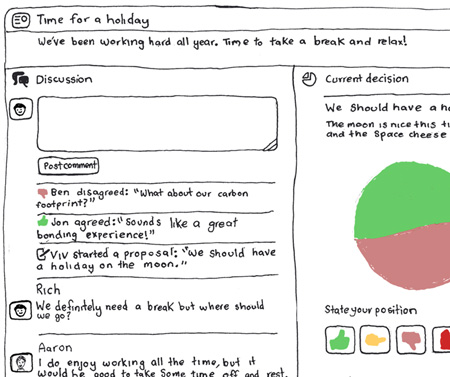 Time for a holiday
We've been working hard all year. Time to take a break and relax!
Discussion
Post comment
Ben disagreed: "What about our carbon
footprint?"
Jon agreed: "Sounds like a great
bonding experience!"
Viv started a proposal: "We should have
a holiday on the moon."
Rich
We definitely need a break but where should
we go?
Aaron
I do enjoy working all the time, but it
would be good to take some time off and rest.
Current decision
We should have a
The moon is nice this
and the Space cheese
State your position